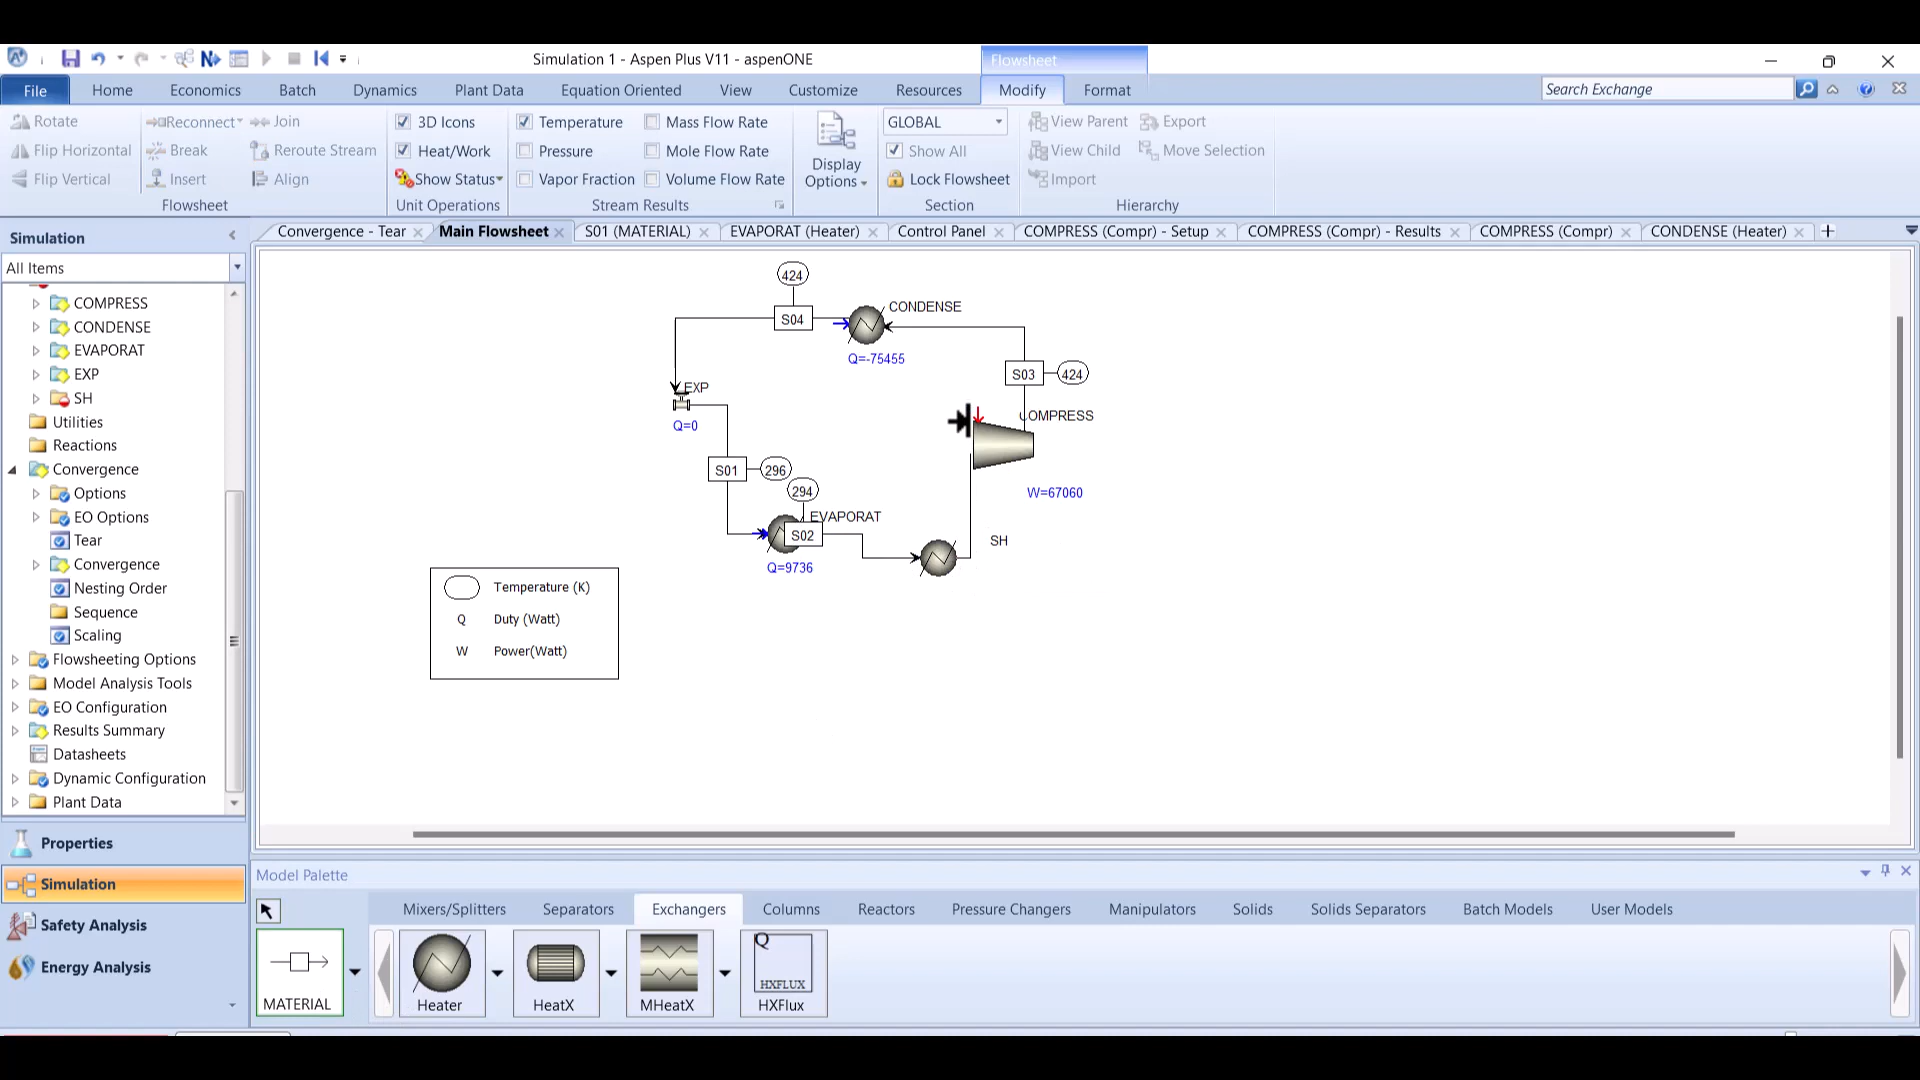 Simulation 1 - Aspen Plus V11 - aspenONE
Flowsheet
File Home Economics Batch Dynamics Plant Data Equation Oriented View Customize Resources Modify Format Search Exchange
Rotate Reconnect Join 3D Icons Temperature Mass Flow Rate GLOBAL View Parent Export
Flip Horizontal Break Reroute Stream Heat/Work Pressure Mole Flow Rate Display Show All View Child Move Selection
Flip Vertical Insert Align Show Status Vapor Fraction Volume Flow Rate Options Lock Flowsheet Import
Flowsheet Unit Operations Stream Results Section Hierarchy
Simulation
Convergence - Tear Main Flowsheet S01 (MATERIAL) EVAPORAT (Heater) Control Panel COMPRESS (Compr) - Setup COMPRESS (Compr) - Results COMPRESS (Compr) CONDENSE (Heater)
All Items
COMPRESS
CONDENSE
EVAPORAT
EXP
SH
Utilities
Reactions
Convergence
Options
EO Options
Tear
Convergence
Nesting Order
Sequence
Scaling
Flowsheeting Options
Model Analysis Tools
EO Configuration
Results Summary
Datasheets
Dynamic Configuration
Plant Data
Properties
Simulation
Safety Analysis
Energy Analysis
424
S04
CONDENSE
Q=-75455
S03 424
EXP
Q=0
COMPRESS
W=67060
S01 296
294
EVAPORAT
S02
Q=9736
SH
Temperature (K)
Q Duty (Watt)
W Power(Watt)
Model Palette
Mixers/Splitters Separators Exchangers Columns Reactors Pressure Changers Manipulators Solids Solids Separators Batch Models User Models
Q
HXFLUX
MATERIAL Heater HeatX MHeatX HXFlux